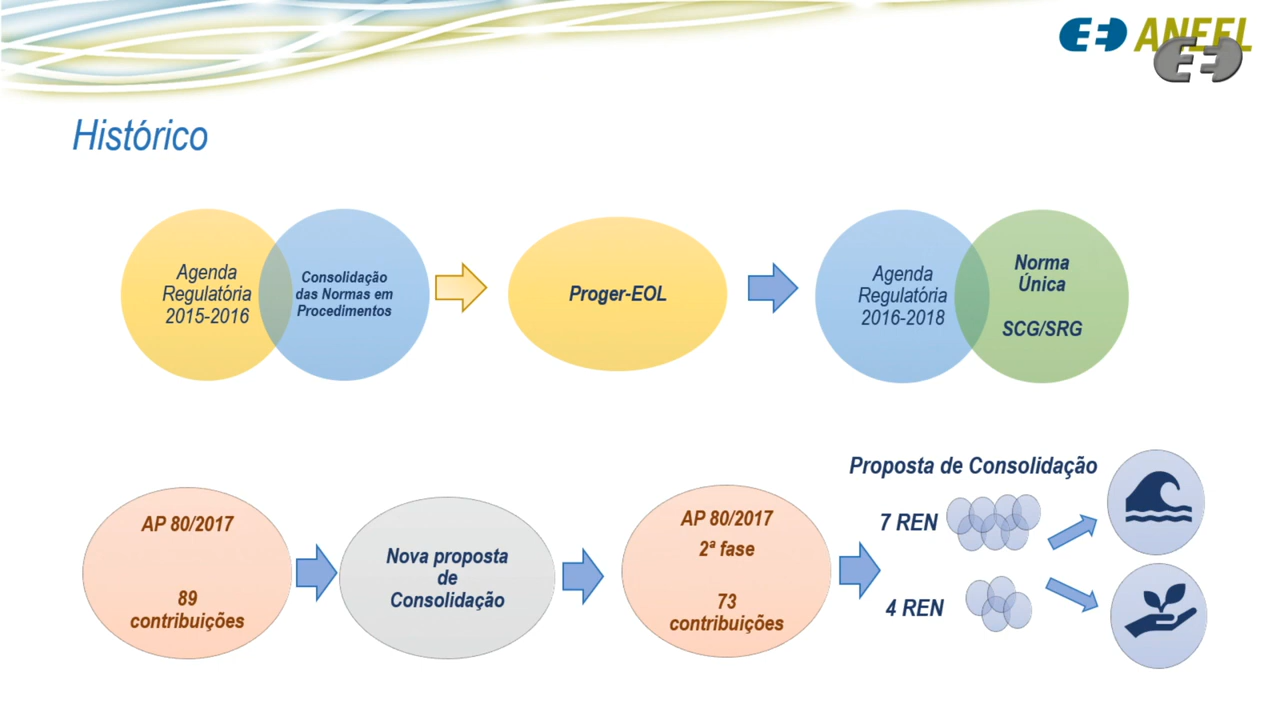 ANEEL
Histórico
Agenda
Regulatória
2015-2016
Consolidação
das Normas em
Procedimentos
Proger-EOL
Agenda
Regulatória
2016-2018
Norma
Única
SCG/SRG
AP 80/2017
89
contribuições
Nova proposta
de
Consolidação
AP 80/2017
2ª fase
73
contribuições
Proposta de Consolidação
7 REN
4 REN